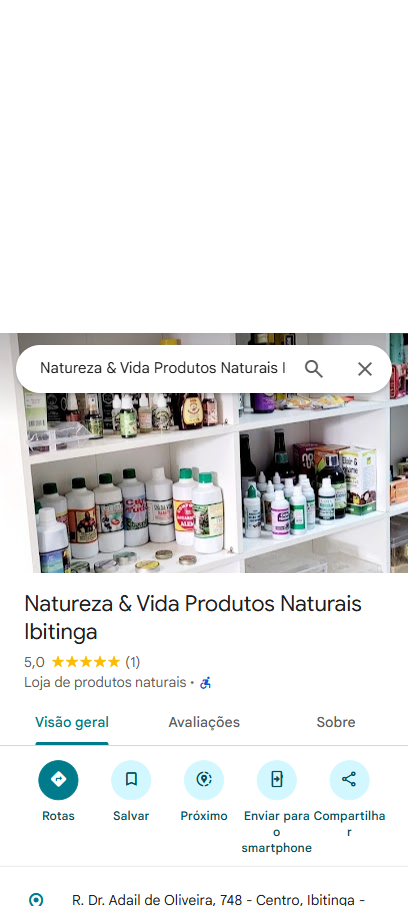 Natureza & Vida Produtos Naturais I
Natureza & Vida Produtos Naturais
Ibitinga
5,0 ★★★★★ (1)
Loja de produtos naturais ·
Visão geral
Avaliações
Sobre
Rotas
Salvar
Próximo
Enviar para
o
smartphone
Compartilha
r
R. Dr. Adail de Oliveira, 748 - Centro, Ibitinga -